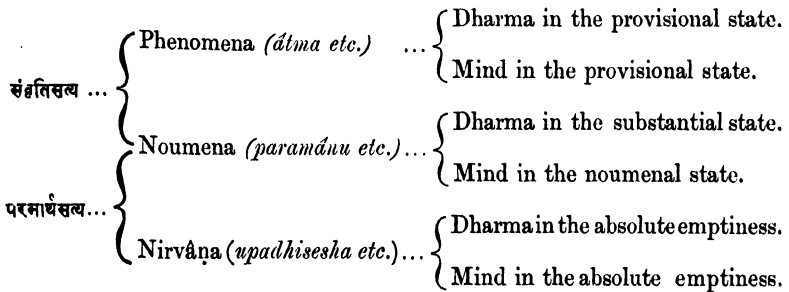 Dharma in the provisional state.
Phenomena (átma etc.) ...
Mind in the provisional state.
संवृतिसत्य ...
Dharma in the substantial state.
Noumena (paramánu etc.) ...
Mind in the noumenal state.
परमार्थसत्य...
Dharma in the absolute emptiness.
Nirvâṇa (upadhisesha etc.) ...
Mind in the absolute emptiness.